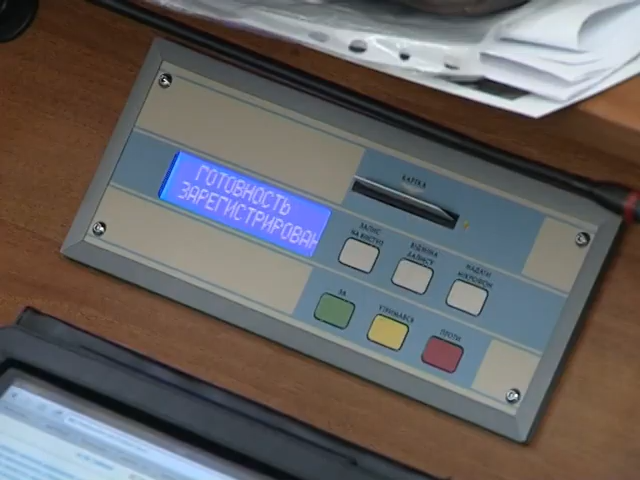 ГОТОВНОСТЬ
ЗАРЕГИСТРИРОВАН
КАРТКА
ЗАПИС
НА ВИСТУП
ВІДМІНА
ЗАПИСУ
НАДАТИ
МІКРОФОН
ЗА
УТРИМАВСЯ
ПРОТИ